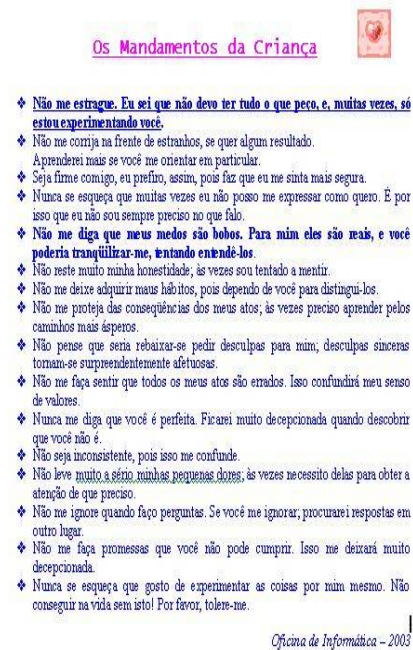 Os Mandamentos da Criança
❖ Não me estrague. Eu sei que não devo ter tudo o que peço, e, muitas vezes, só
estou experimentando você.
❖ Não me corrija na frente de estranhos, se quer algum resultado.
Aprenderei mais se você me orientar em particular.
❖ Seja firme comigo, eu prefiro, assim, pois faz que eu me sinta mais segura.
❖ Nunca se esqueça que muitas vezes eu não posso me expressar como quero. É por
isso que eu não sou sempre preciso no que falo.
❖ Não me diga que meus medos são bobos. Para mim eles são reais, e você
poderia tranqüilizar-me, tentando entendê-los.
❖ Não reste muito minha honestidade; às vezes sou tentado a mentir.
❖ Não me deixe adquirir maus hábitos, pois dependo de você para distingui-los.
❖ Não me proteja das conseqüências dos meus atos; às vezes preciso aprender pelos
caminhos mais ásperos.
❖ Não pense que seria rebaixar-se pedir desculpas para mim; desculpas sinceras
tornam-se surpreendentemente afetuosas.
❖ Não me faça sentir que todos os meus atos são errados. Isso confundirá meu senso
de valores.
❖ Nunca me diga que você é perfeita. Ficarei muito decepcionada quando descobrir
que você não é.
❖ Não seja inconsistente, pois isso me confunde.
❖ Não leve muito a sério minhas pequenas dores; às vezes necessito delas para obter a
atenção de que preciso.
❖ Não me ignore quando faço perguntas. Se você me ignorar; procurarei respostas em
outro lugar.
❖ Não me faça promessas que você não pode cumprir. Isso me deixará muito
decepcionada.
❖ Nunca se esqueça que gosto de experimentar as coisas por mim mesmo. Não
conseguir na vida sem isto! Por favor, tolere-me.
Oficina de Informática – 2003